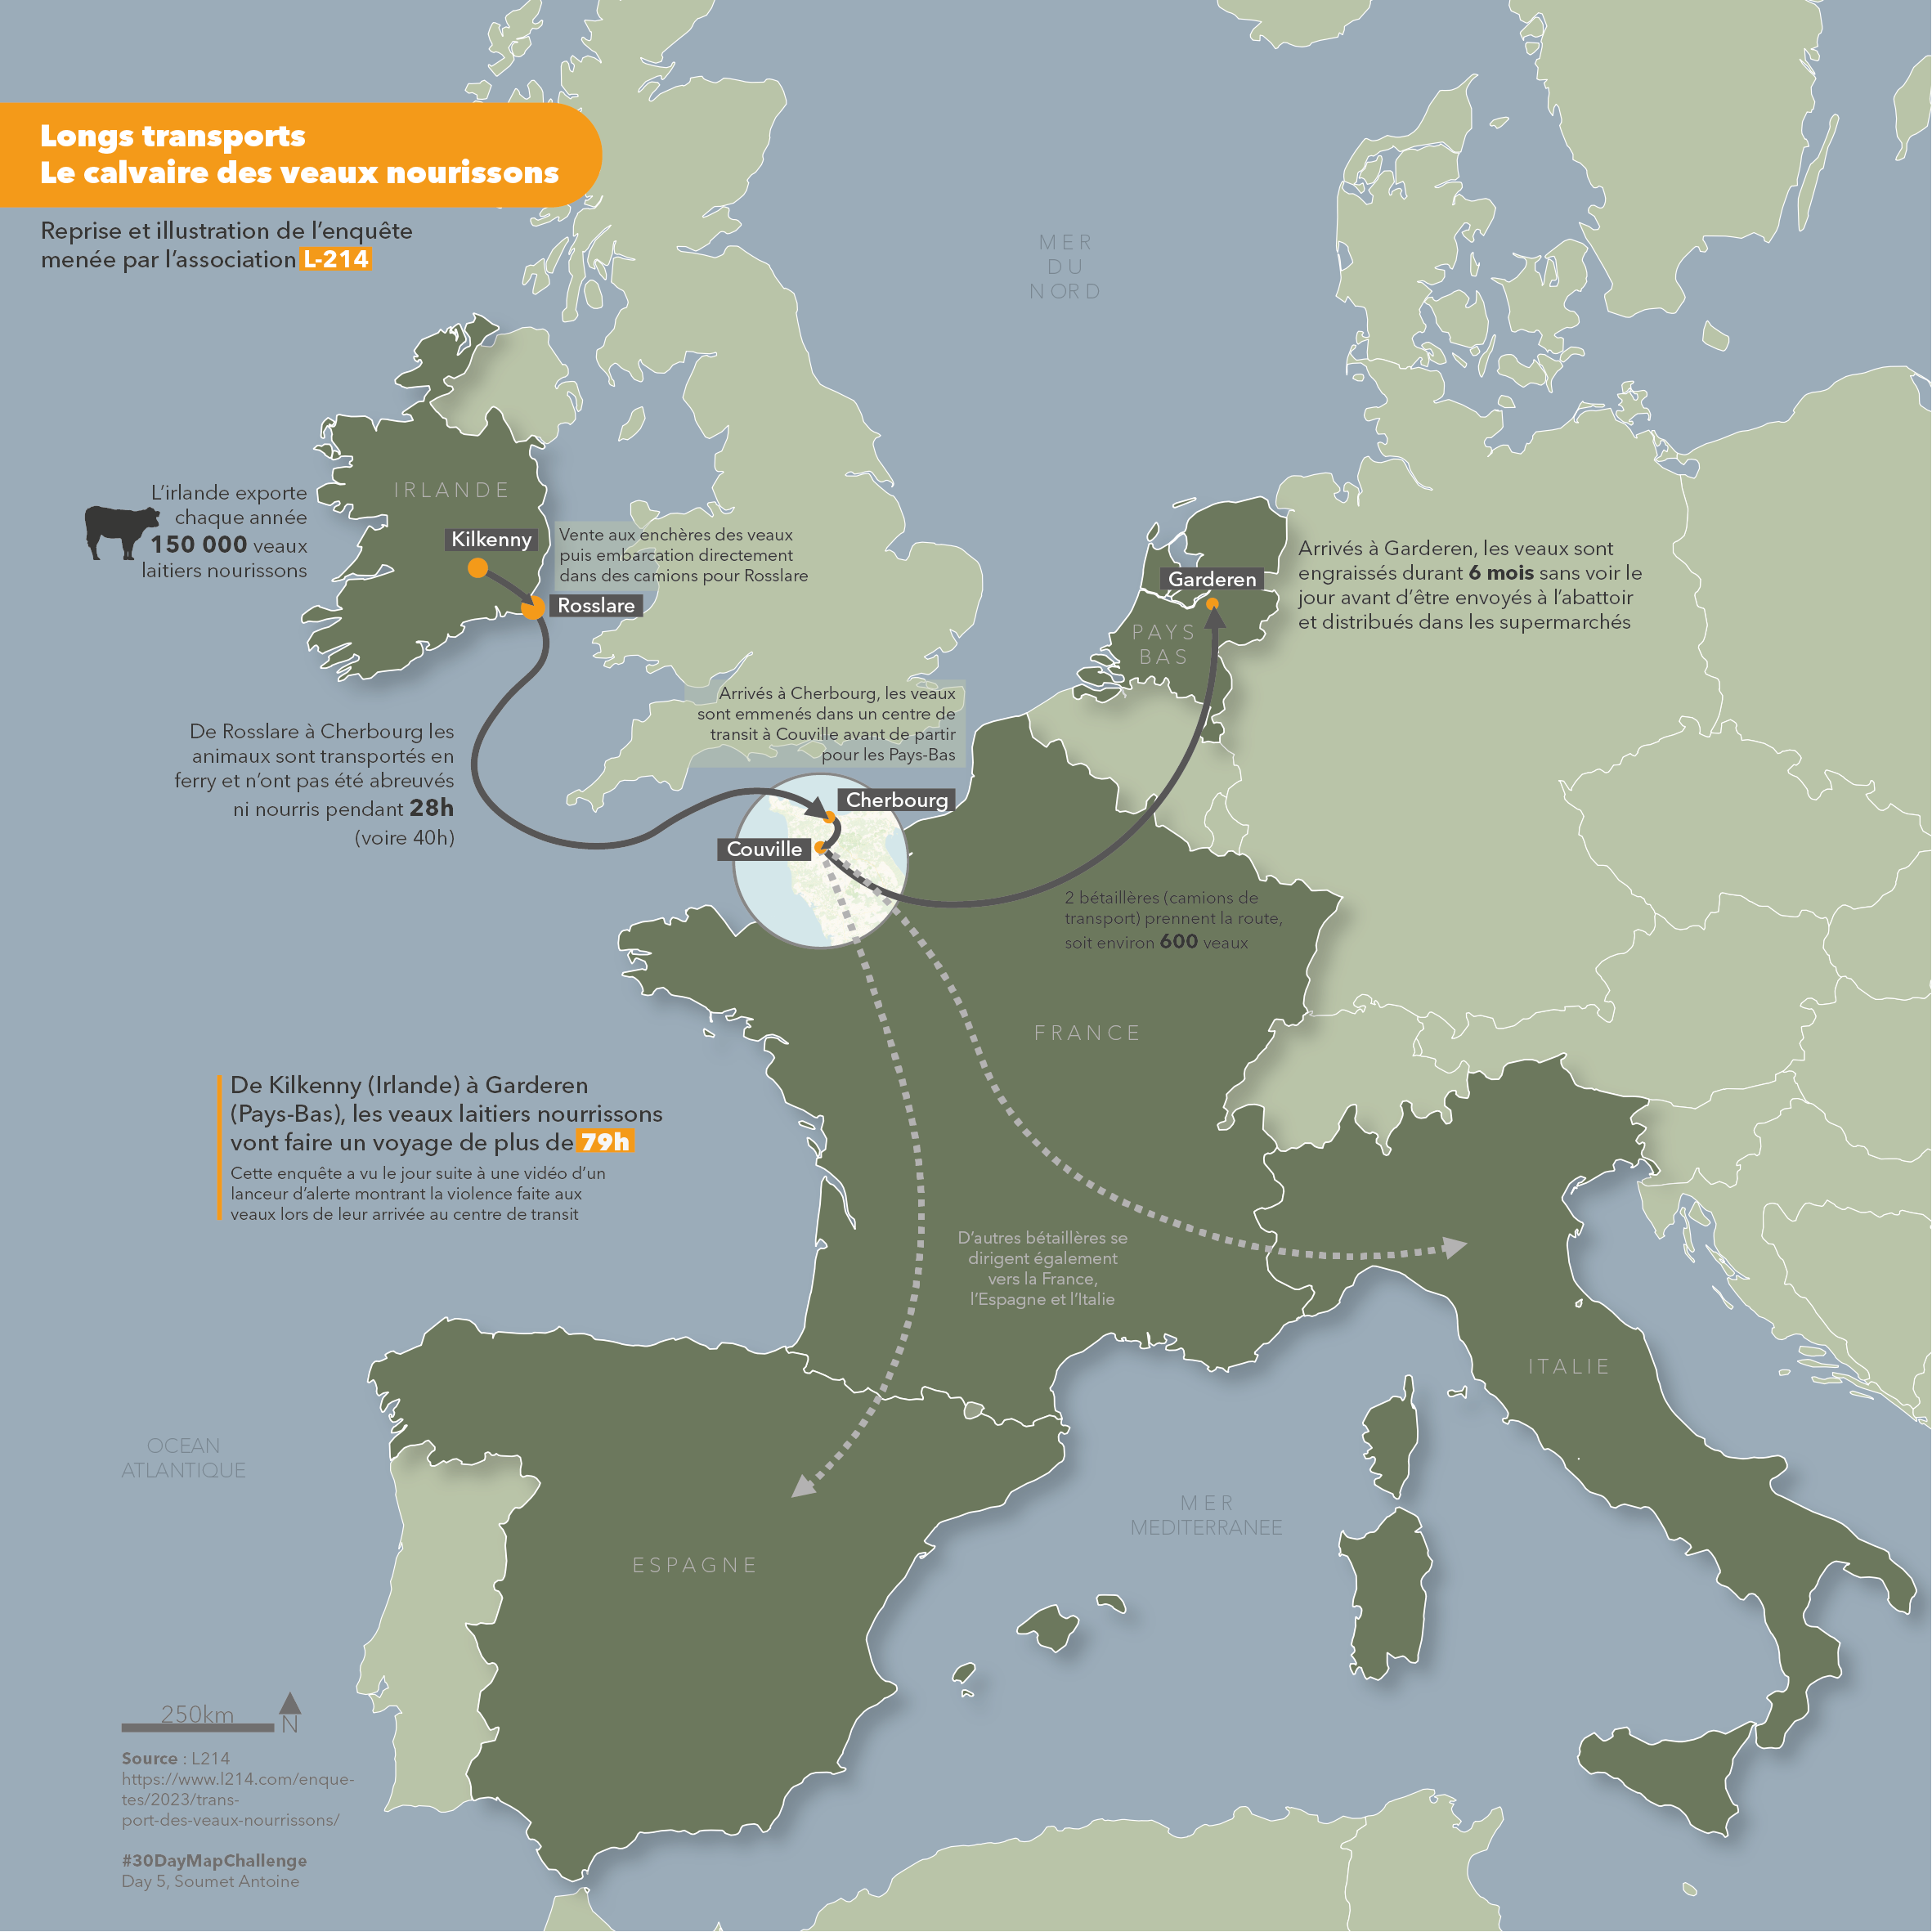 Longs transports
Le calvaire des veaux nourissons
Reprise et illustration de l'enquête
menée par l'association L-214
MER
DU
NORD
IRLANDE
L'irlande exporte
chaque année
150 000 veaux
laitiers nourissons
Kilkenny
Vente aux enchères des veaux
puis embarcation directement
dans des camions pour Rosslare
Rosslare
Garderen
PAYS
BAS
Arrivés à Garderen, les veaux sont
engraissés durant 6 mois sans voir le
jour avant d'être envoyés à l'abattoir
et distribués dans les supermarchés
De Rosslare à Cherbourg les
animaux sont transportés en
ferry et n'ont pas été abreuvés
ni nourris pendant 28h
(voire 40h)
Arrivés à Cherbourg, les veaux
sont emmenés dans un centre de
transit à Couville avant de partir
pour les Pays-Bas
Cherbourg
Couville
2 bétaillères (camions de
transport) prennent la route,
soit environ 600 veaux
FRANCE
De Kilkenny (Irlande) à Garderen
(Pays-Bas), les veaux laitiers nourrissons
vont faire un voyage de plus de 79h
Cette enquête a vu le jour suite à une vidéo d'un
lanceur d'alerte montrant la violence faite aux
veaux lors de leur arrivée au centre de transit
D'autres bétaillères se
dirigent également
vers la France,
l'Espagne et l'Italie
ITALIE
OCEAN
ATLANTIQUE
MER
MEDITERRANEE
ESPAGNE
250km
N
Source : L214
https://www.l214.com/enque-
tes/2023/trans-
port-des-veaux-nourrissons/
#30DayMapChallenge
Day 5, Soumet Antoine